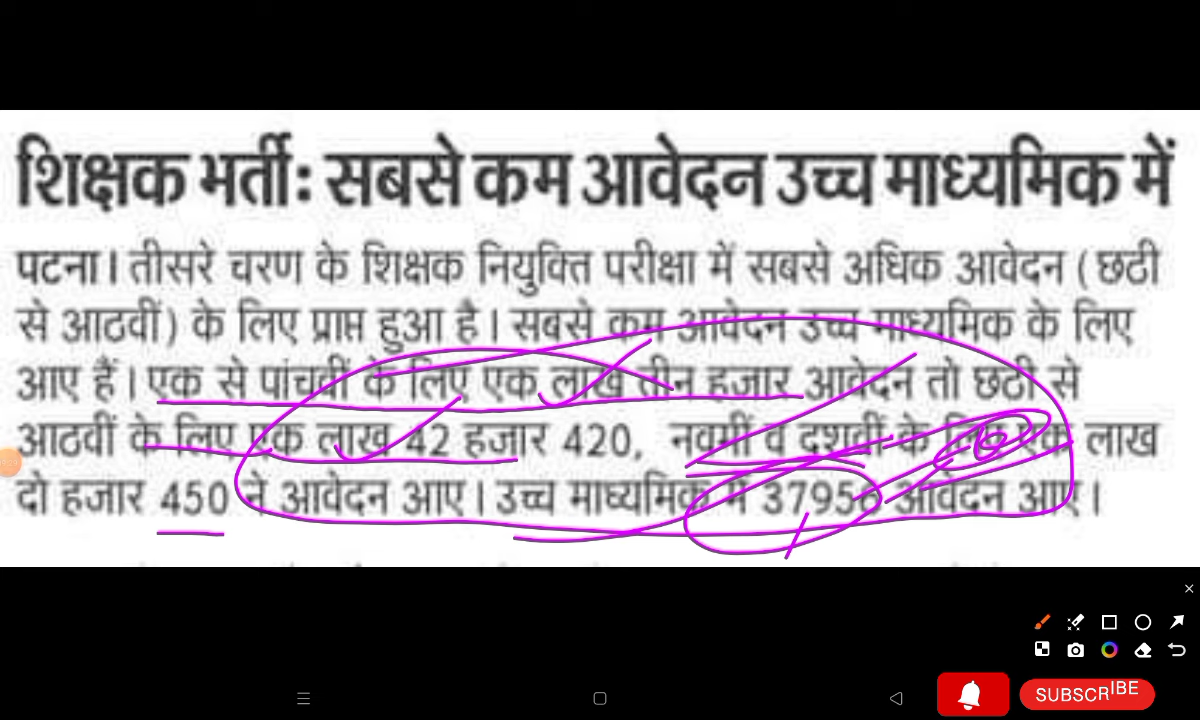 शिक्षक भर्ती: सबसे कम आवेदन उच्च माध्यमिक में
पटना। तीसरे चरण के शिक्षक नियुक्ति परीक्षा में सबसे अधिक आवेदन (छठी
से आठवीं) के लिए प्राप्त हुआ है। सबसे कम आवेदन उच्च माध्यमिक के लिए
आए हैं। एक से पांचवीं के लिए एक लाख तीन हजार आवेदन तो छठी से
आठवीं के लिए एक लाख 42 हजार 420, नवमीं व दशवीं के लिए एक लाख
दो हजार 450 ने आवेदन आए। उच्च माध्यमिक में 37956 आवेदन आए।
SUBSCRIBE